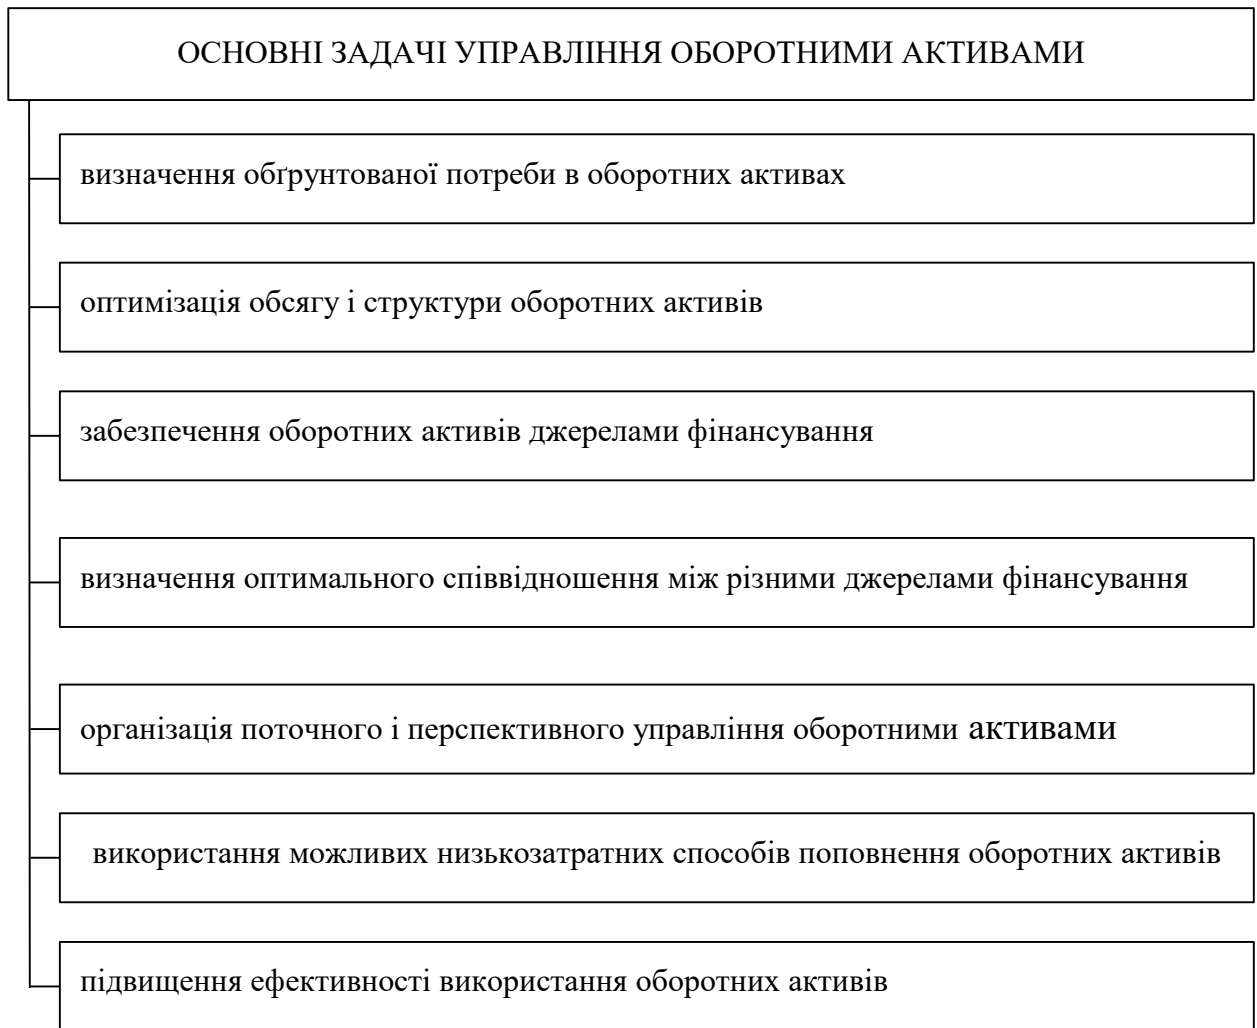 ОСНОВНІ ЗАДАЧІ УПРАВЛІННЯ ОБОРОТНИМИ АКТИВАМИ
визначення обґрунтованої потреби в оборотних активах
оптимізація обсягу і структури оборотних активів
забезпечення оборотних активів джерелами фінансування
визначення оптимального співвідношення між різними джерелами фінансування
організація поточного і перспективного управління оборотними активами
використання можливих низькозатратних способів поповнення оборотних активів
підвищення ефективності використання оборотних активів